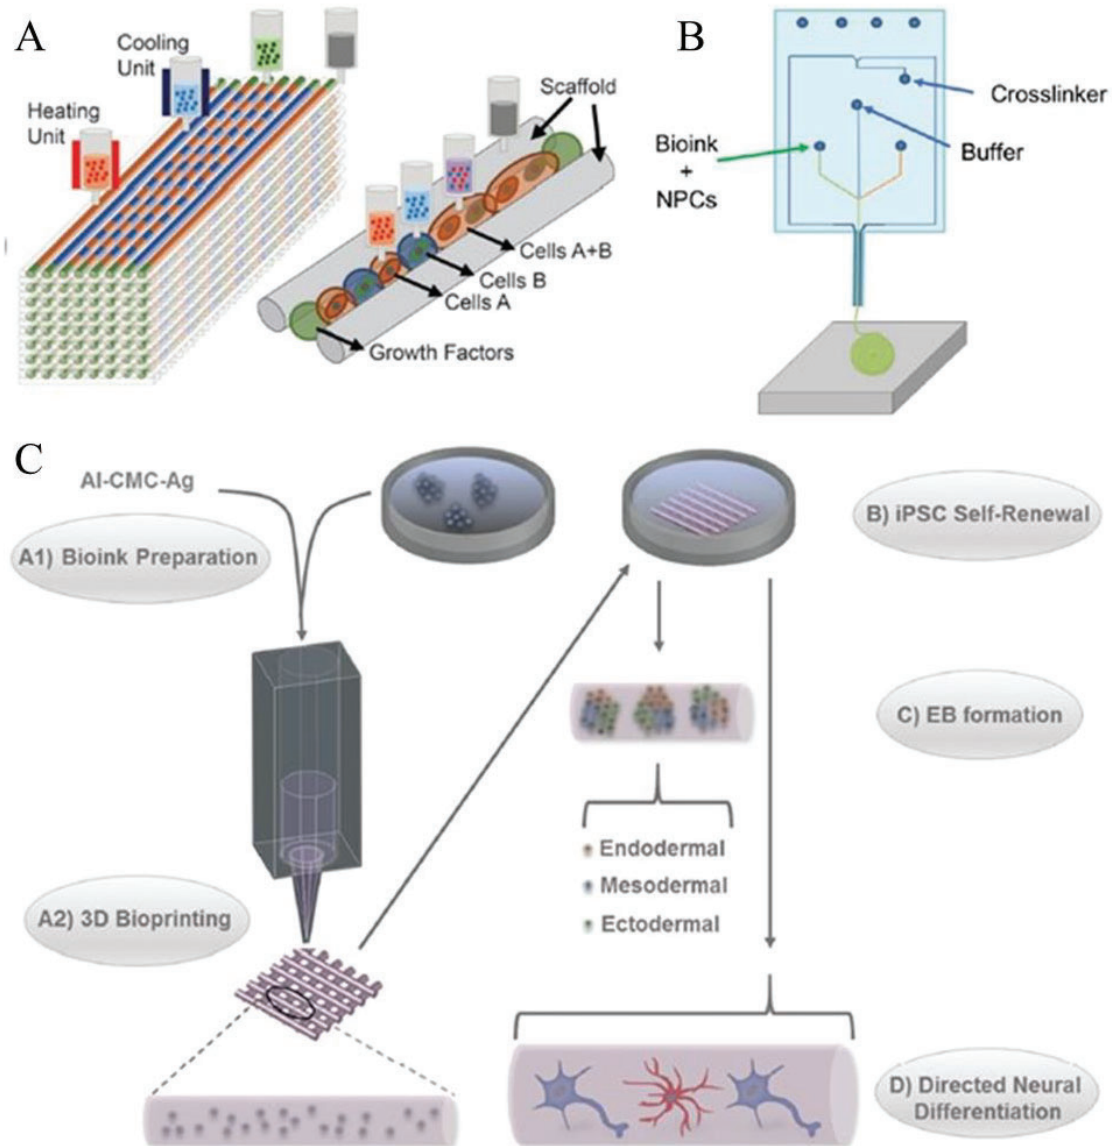 A
Cooling
Unit
Heating
Unit
Scaffold
Cells A+B
Cells B
Cells A
Growth Factors
B
Crosslinker
Buffer
Bioink
+
NPCs
C
Al-CMC-Ag
A1) Bioink Preparation
B) iPSC Self-Renewal
C) EB formation
Endodermal
Mesodermal
Ectodermal
A2) 3D Bioprinting
D) Directed Neural
Differentiation